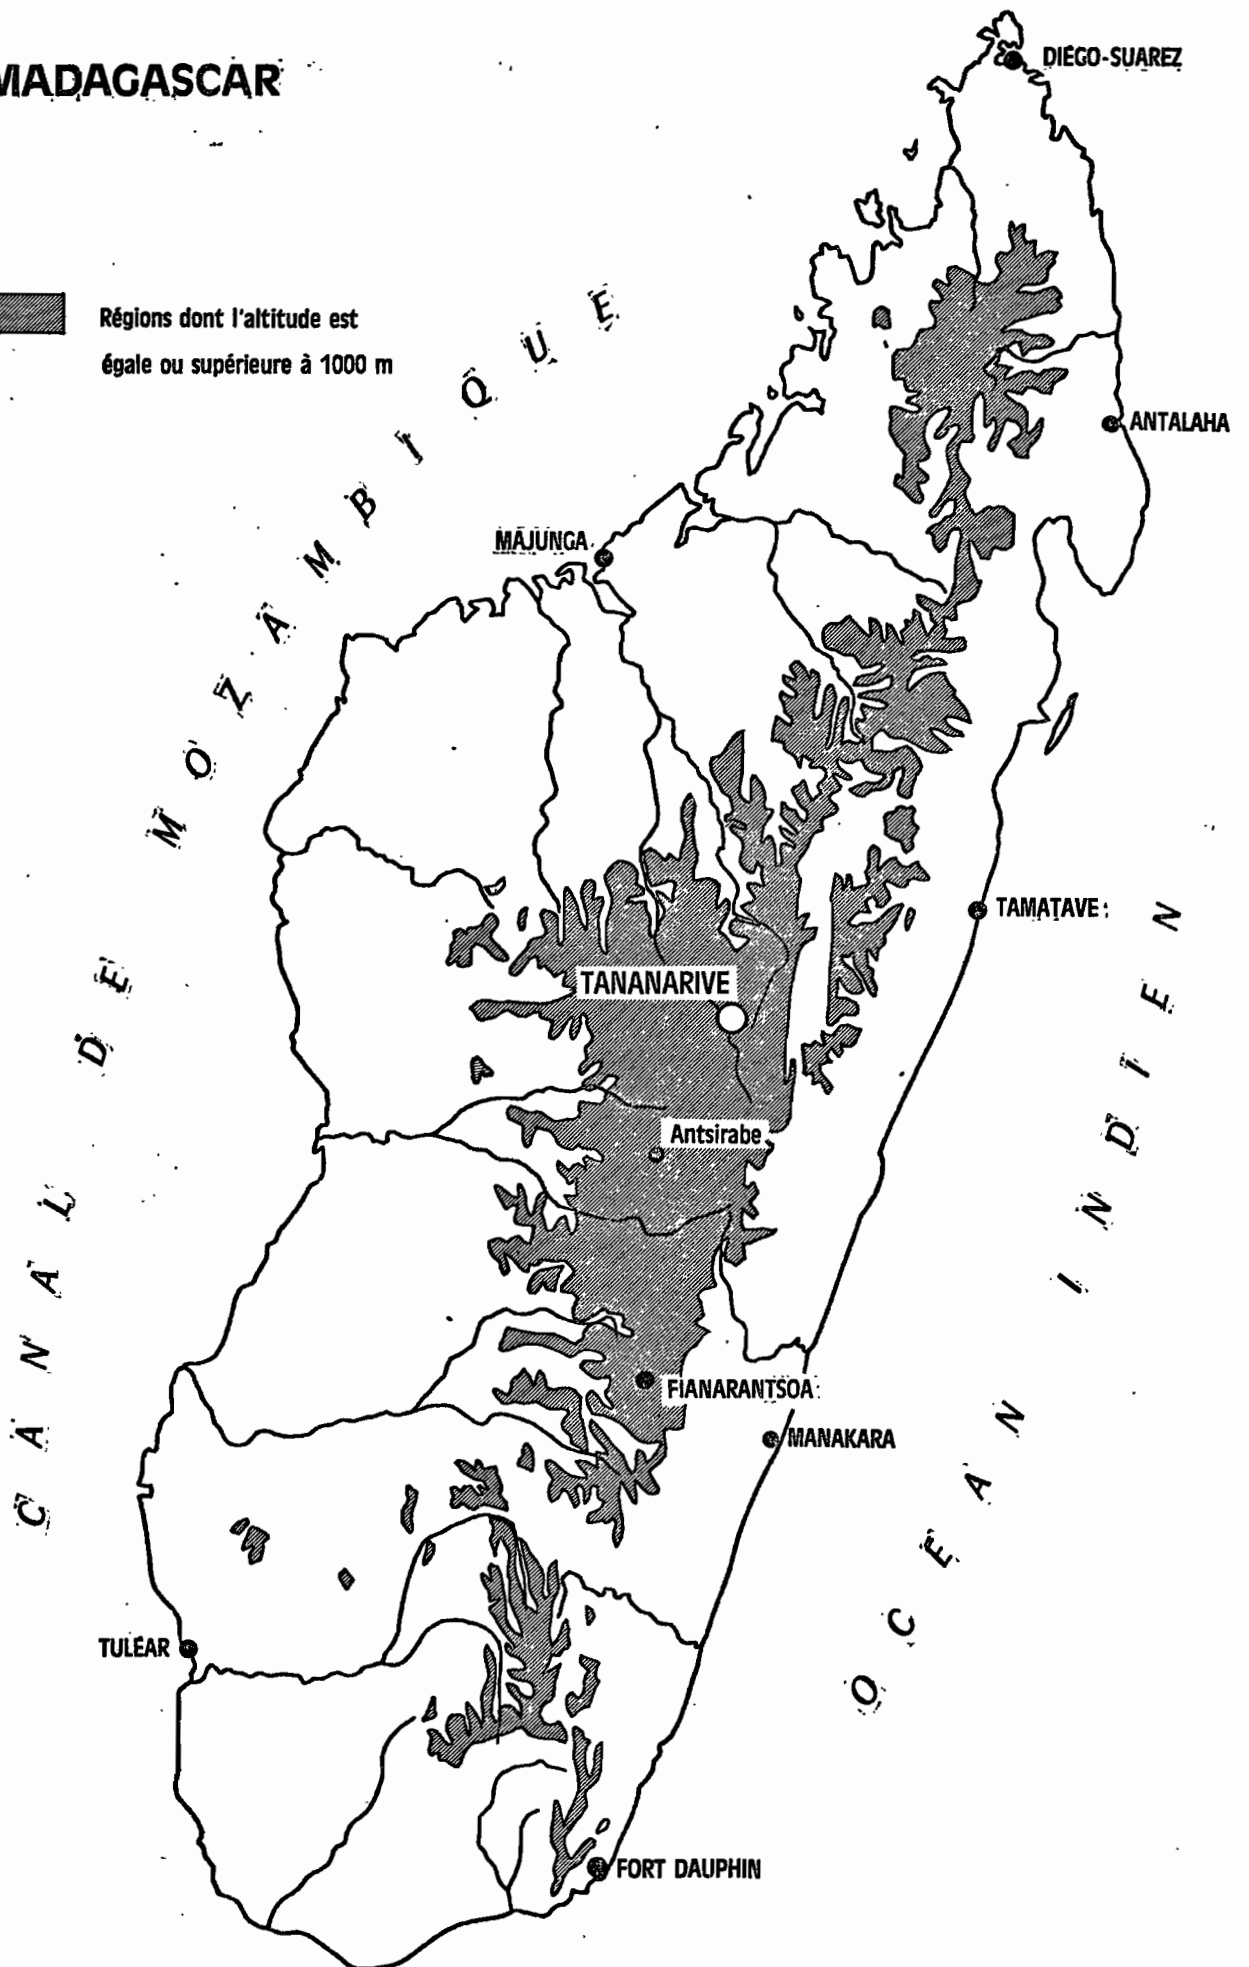 MADAGASCAR
DIÉGO-SUAREZ
Régions dont l'altitude est
égale ou supérieure à 1000 m
CANAL DE MOZAMBIQUE
ANTALAHA
MAJUNGA
TAMATAVE
TANANARIVE
Antsirabe
OCEAN INDIEN
FIANARANTSOA
MANAKARA
TULÉAR
FORT DAUPHIN